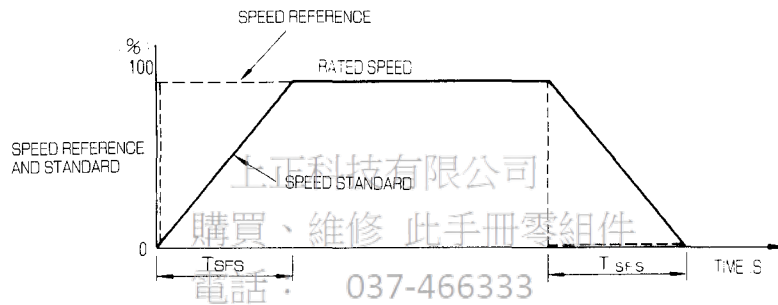 SPEED REFERENCE
%
100
RATED SPEED
SPEED REFERENCE
AND STANDARD
上正科技有限公司
SPEED STANDARD
購買、維修 此手冊零組件
0
TSFS
TSFS
TIME .S
電話： 037-466333